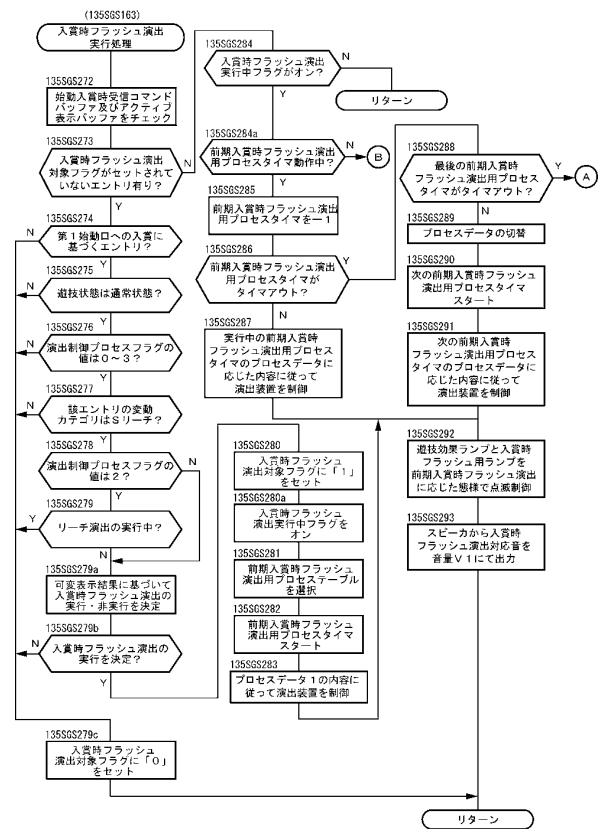 (135SGS163)
入賞時フラッシュ演出
実行処理
135SGS272
始動入賞時受信コマンド
バッファ及びアクティブ
表示バッファをチェック
135SGS273
入賞時フラッシュ演出
対象フラグがセットされて
いないエントリ有り?
N
Y
135SGS274
第1始動口への入賞に
基づくエントリ?
N
Y
135SGS275
遊技状態は通常状態?
N
Y
135SGS276
演出制御プロセスフラグの
値は0~3?
N
Y
135SGS277
該エントリの変動
カテゴリはSリーチ?
N
Y
135SGS278
演出制御プロセスフラグの
値は2?
N
Y
135SGS279
リーチ演出の実行中?
Y
N
135SGS279a
可変表示結果に基づいて
入賞時フラッシュ演出の
実行・非実行を決定
135SGS279b
入賞時フラッシュ演出の
実行を決定?
N
Y
135SGS279c
入賞時フラッシュ
演出対象フラグに「0」
をセット
135SGS284
入賞時フラッシュ演出
実行中フラグがオン?
N
リターン
Y
135SGS284a
前期入賞時フラッシュ演出
用プロセスタイマ動作中?
N
B
Y
135SGS285
前期入賞時フラッシュ演出
用プロセスタイマを-1
135SGS286
前期入賞時フラッシュ演出
用プロセスタイマが
タイマアウト?
Y
N
135SGS287
実行中の前期入賞時
フラッシュ演出用プロセス
タイマのプロセスデータに
応じた内容に従って
演出装置を制御
135SGS280
入賞時フラッシュ
演出対象フラグに「1」
をセット
135SGS280a
入賞時フラッシュ
演出実行中フラグを
オン
135SGS281
前期入賞時フラッシュ
演出用プロセステーブル
を選択
135SGS282
前期入賞時フラッシュ
演出用プロセスタイマ
スタート
135SGS283
プロセスデータ1の内容に
従って演出装置を制御
135SGS288
最後の前期入賞時
フラッシュ演出用プロセス
タイマがタイマアウト?
Y
A
N
135SGS289
プロセスデータの切替
135SGS290
次の前期入賞時フラッシュ
演出用プロセスタイマ
スタート
135SGS291
次の前期入賞時
フラッシュ演出用プロセス
タイマのプロセスデータに
応じた内容に従って
演出装置を制御
135SGS292
遊技効果ランプと入賞時
フラッシュ用ランプを
前期入賞時フラッシュ演出
に応じた態様で点滅制御
135SGS293
スピーカから入賞時
フラッシュ演出対応音を
音量V1にて出力
リターン